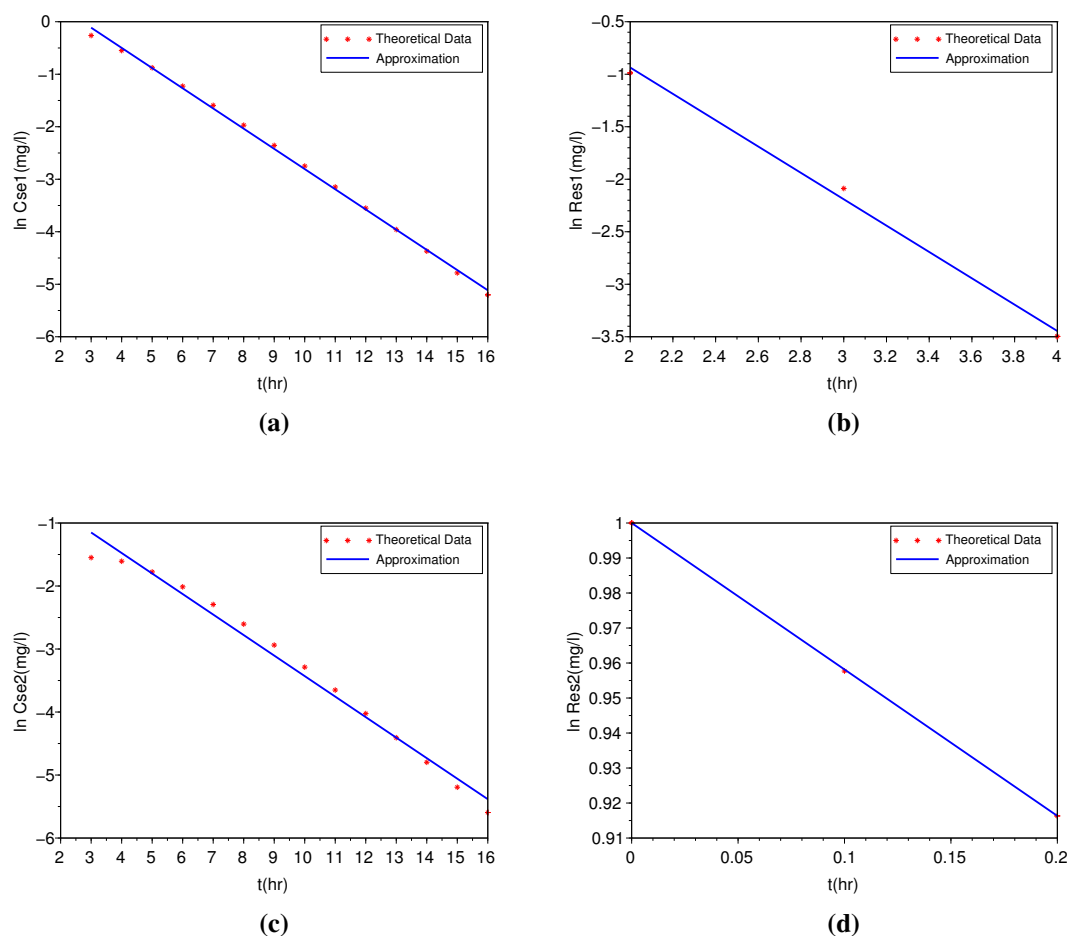 0
−1
−2
−3
−4
−5
−6
ln Cse1(mg/l)
Theoretical Data
Approximation
2 3 4 5 6 7 8 9 10 11 12 13 14 15 16
t(hr)
(a)
−0.5
−1
−1.5
−2
−2.5
−3
−3.5
ln Res1(mg/l)
Theoretical Data
Approximation
2 2.2 2.4 2.6 2.8 3 3.2 3.4 3.6 3.8 4
t(hr)
(b)
−1
−2
−3
−4
−5
−6
ln Cse2(mg/l)
Theoretical Data
Approximation
2 3 4 5 6 7 8 9 10 11 12 13 14 15 16
t(hr)
(c)
1
0.99
0.98
0.97
0.96
0.95
0.94
0.93
0.92
0.91
ln Res2(mg/l)
Theoretical Data
Approximation
0 0.05 0.1 0.15 0.2
t(hr)
(d)